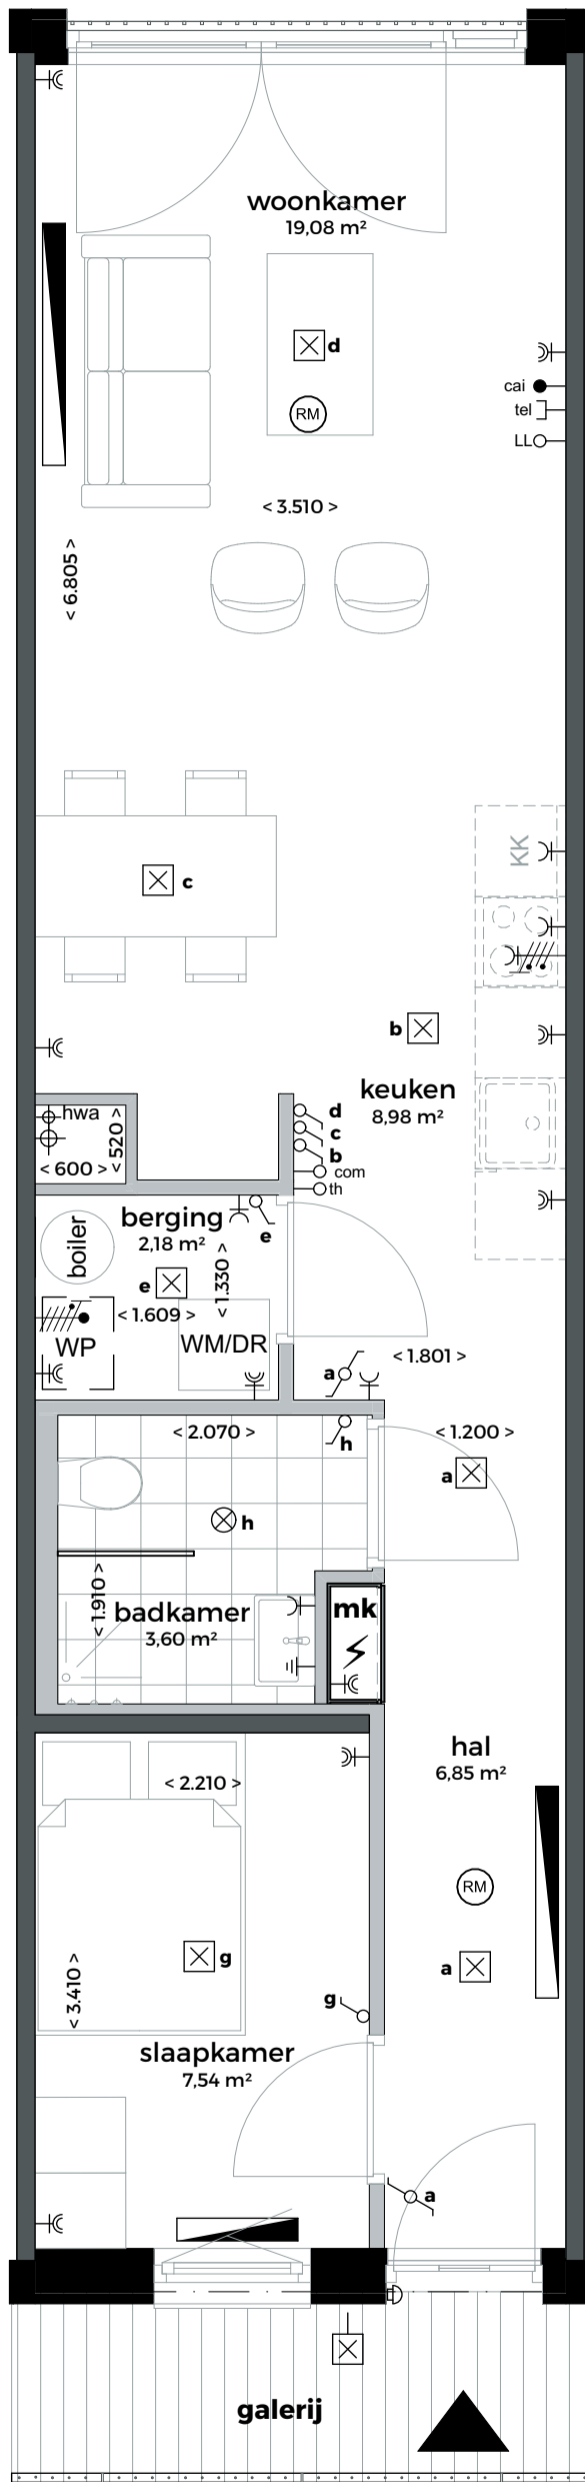 woonkamer
19,08 m²
d
RM
cai
tel
LL
< 3.510 >
< 6.805 >
c
KK
b
keuken
8,98 m²
hwa
< 600 >
< 520 >
d
c
b
com
th
berging
2,18 m²
boiler
e
e
< 1.330 >
< 1.609 >
WP
WM/DR
a
< 1.801 >
< 2.070 >
h
< 1.200 >
a
h
< 1.910 >
badkamer
3,60 m²
mk
hal
6,85 m²
< 2.210 >
RM
g
a
< 3.410 >
g
slaapkamer
7,54 m²
a
galerij